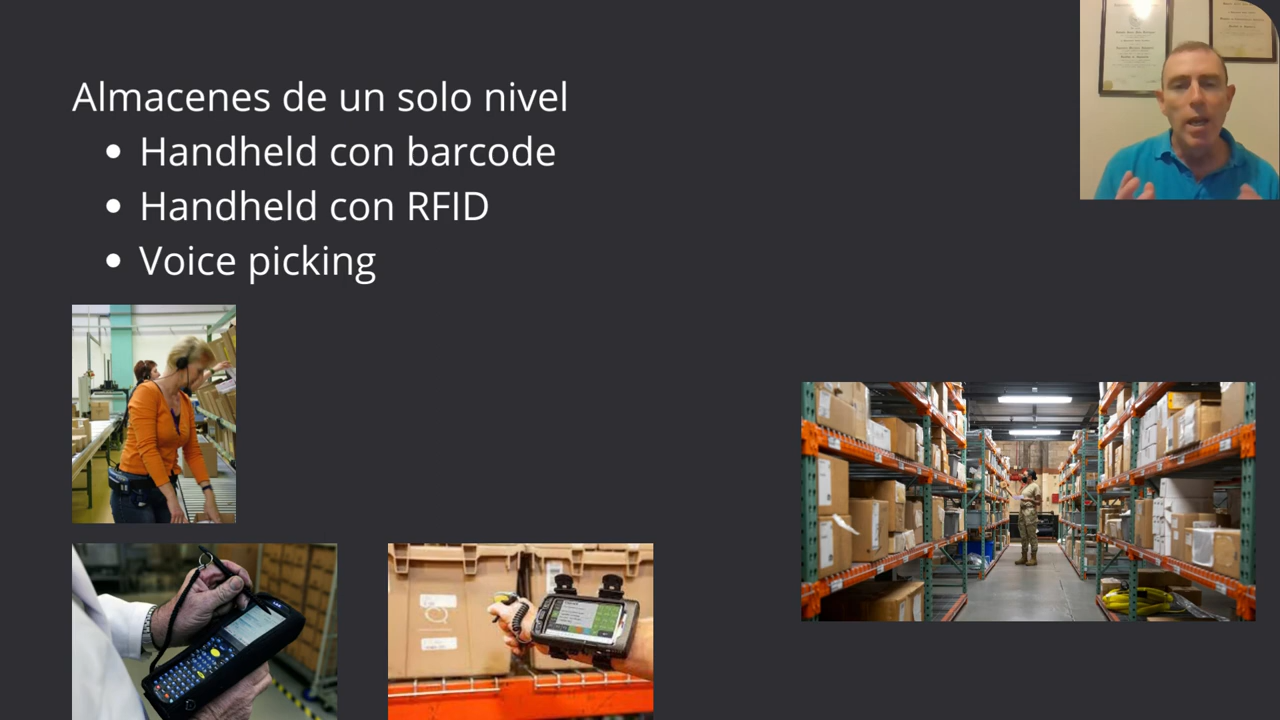 Almacenes de un solo nivel
• Handheld con barcode
• Handheld con RFID
• Voice picking